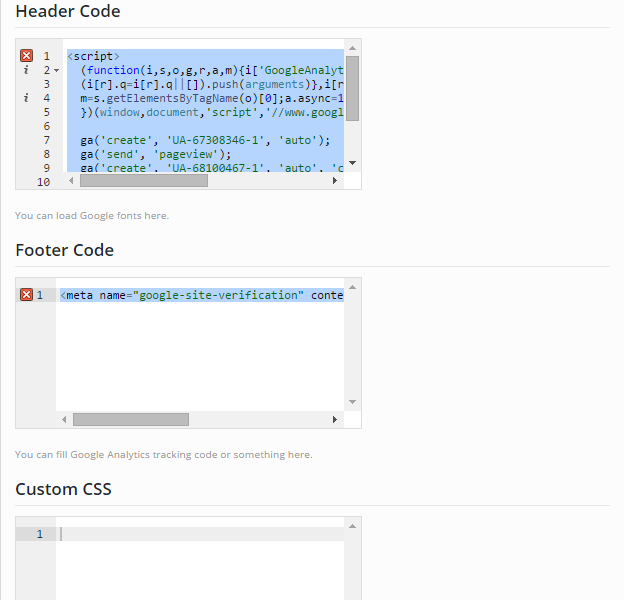 Header Code
1 <script>
i 2 (function(i,s,o,g,r,a,m){i['GoogleAnalyt
3 (i[r].q=i[r].q||[]).push(arguments)},i[r
i 4 m=s.getElementsByTagName(o)[0];a.async=1
5 })(window,document,'script','//www.googl
6
7 ga('create', 'UA-67308346-1', 'auto');
8 ga('send', 'pageview');
9 ga('create', 'UA-68100467-1', 'auto', 'c
10
You can load Google fonts here.
Footer Code
1 <meta name="google-site-verification" conte
You can fill Google Analytics tracking code or something here.
Custom CSS
1